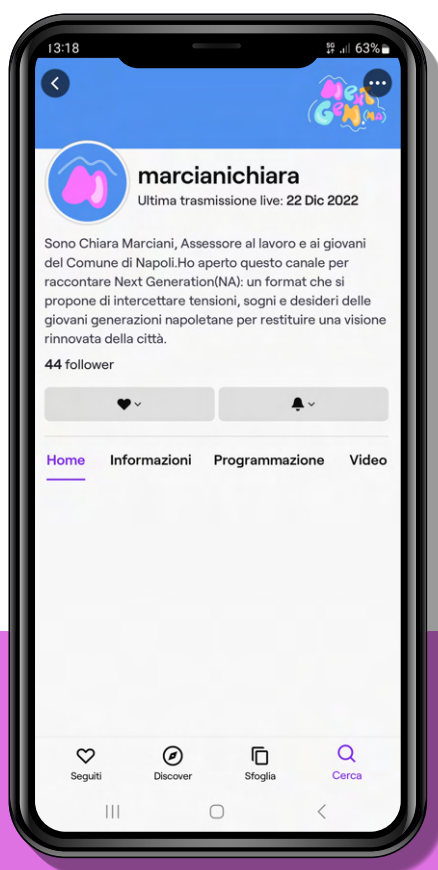 13:18
5G 63%
Next
Gen.(NA)
marcianichiara
Ultima trasmissione live: 22 Dic 2022
Sono Chiara Marciani, Assessore al lavoro e ai giovani
del Comune di Napoli.Ho aperto questo canale per
raccontare Next Generation(NA): un format che si
propone di intercettare tensioni, sogni e desideri delle
giovani generazioni napoletane per restituire una visione
rinnovata della città.
44 follower
Home Informazioni Programmazione Video
Seguiti Discover Sfoglia Cerca